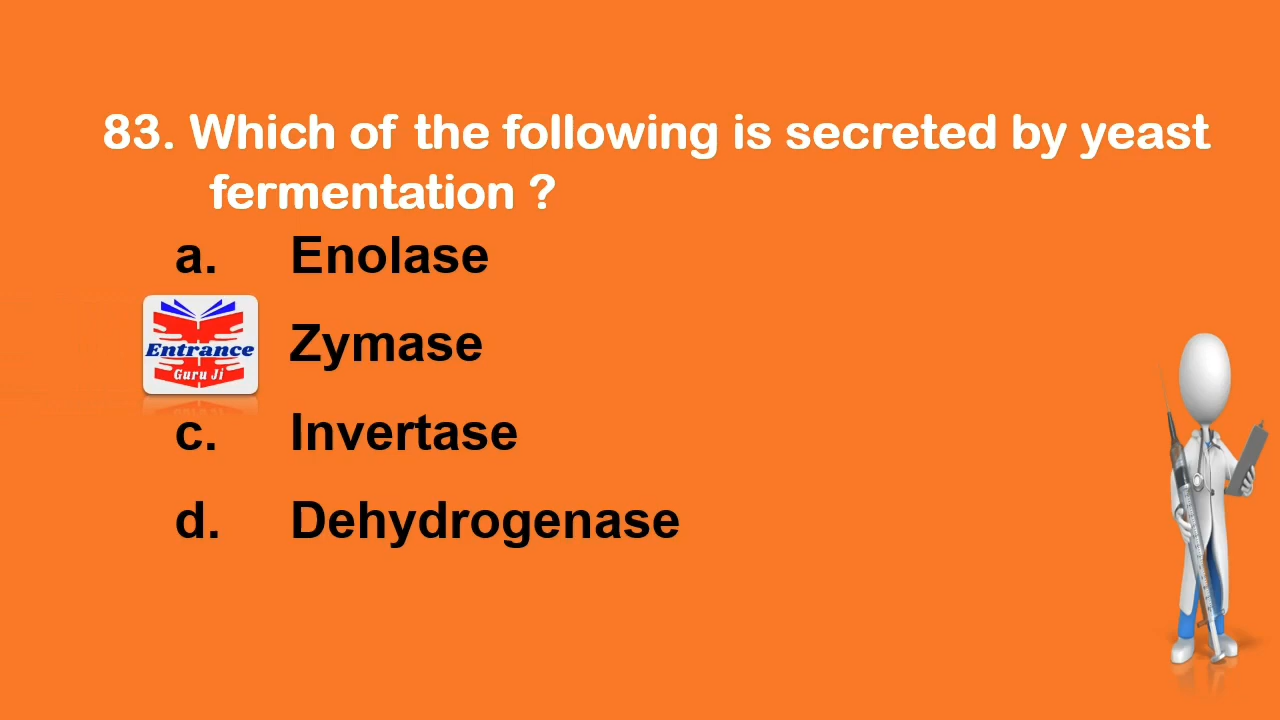 83. Which of the following is secreted by yeast
fermentation ?
a. Enolase
Entrance
Guru Ji
Zymase
c. Invertase
d. Dehydrogenase